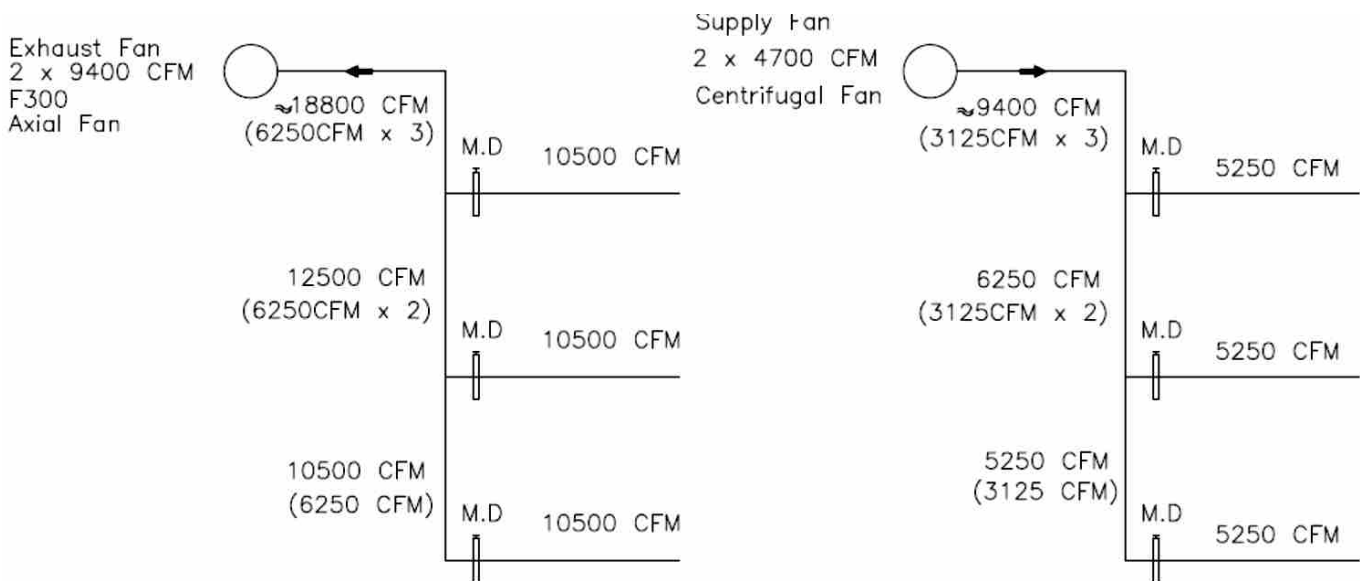 Exhaust Fan
2 x 9400 CFM
F300
Axial Fan
≈18800 CFM
(6250CFM x 3)
M.D
10500 CFM
12500 CFM
(6250CFM x 2)
M.D
10500 CFM
10500 CFM
(6250 CFM)
M.D
10500 CFM
Supply Fan
2 x 4700 CFM
Centrifugal Fan
≈9400 CFM
(3125CFM x 3)
M.D
5250 CFM
6250 CFM
(3125CFM x 2)
M.D
5250 CFM
5250 CFM
(3125 CFM)
M.D
5250 CFM